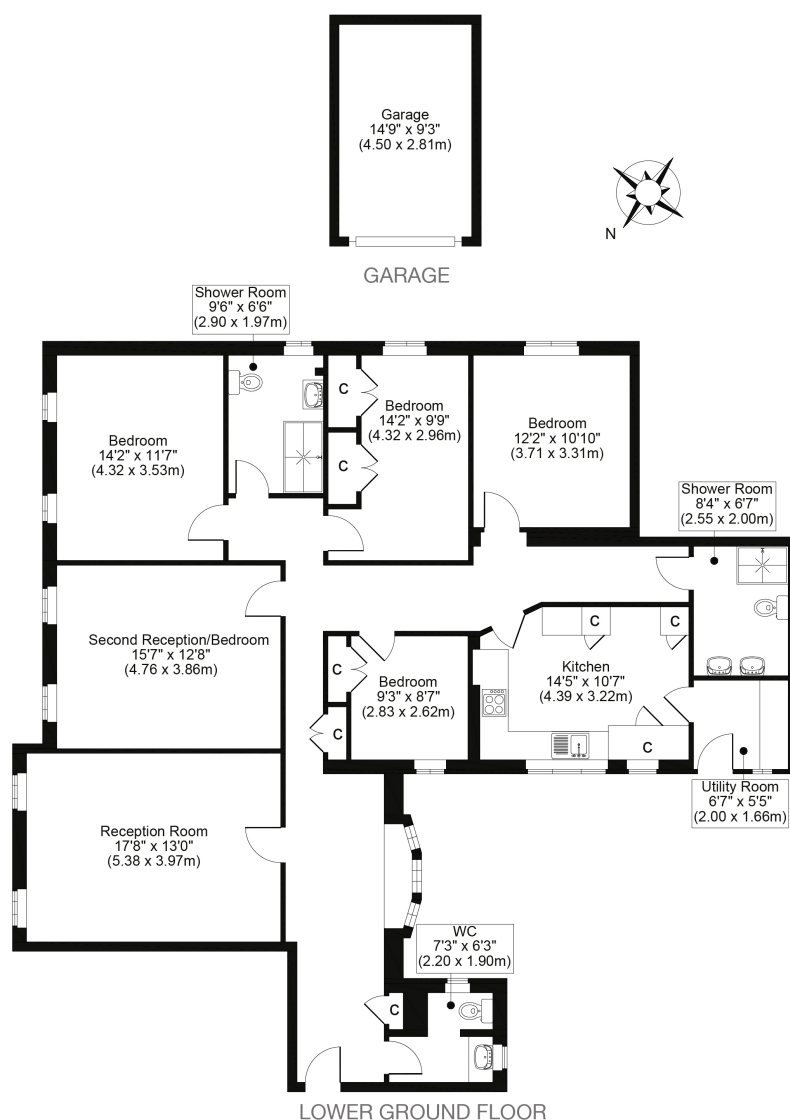 Garage
14'9" x 9'3"
(4.50 x 2.81m)
N
GARAGE
Shower Room
9'6" x 6'6"
(2.90 x 1.97m)
C
Bedroom
14'2" x 9'9"
(4.32 x 2.96m)
Bedroom
12'2" x 10'10"
(3.71 x 3.31m)
Bedroom
14'2" x 11'7"
(4.32 x 3.53m)
C
Shower Room
8'4" x 6'7"
(2.55 x 2.00m)
Second Reception/Bedroom
15'7" x 12'8"
(4.76 x 3.86m)
C
C
C
Bedroom
9'3" x 8'7"
(2.83 x 2.62m)
Kitchen
14'5" x 10'7"
(4.39 x 3.22m)
C
C
Utility Room
6'7" x 5'5"
(2.00 x 1.66m)
Reception Room
17'8" x 13'0"
(5.38 x 3.97m)
WC
7'3" x 6'3"
(2.20 x 1.90m)
C
LOWER GROUND FLOOR